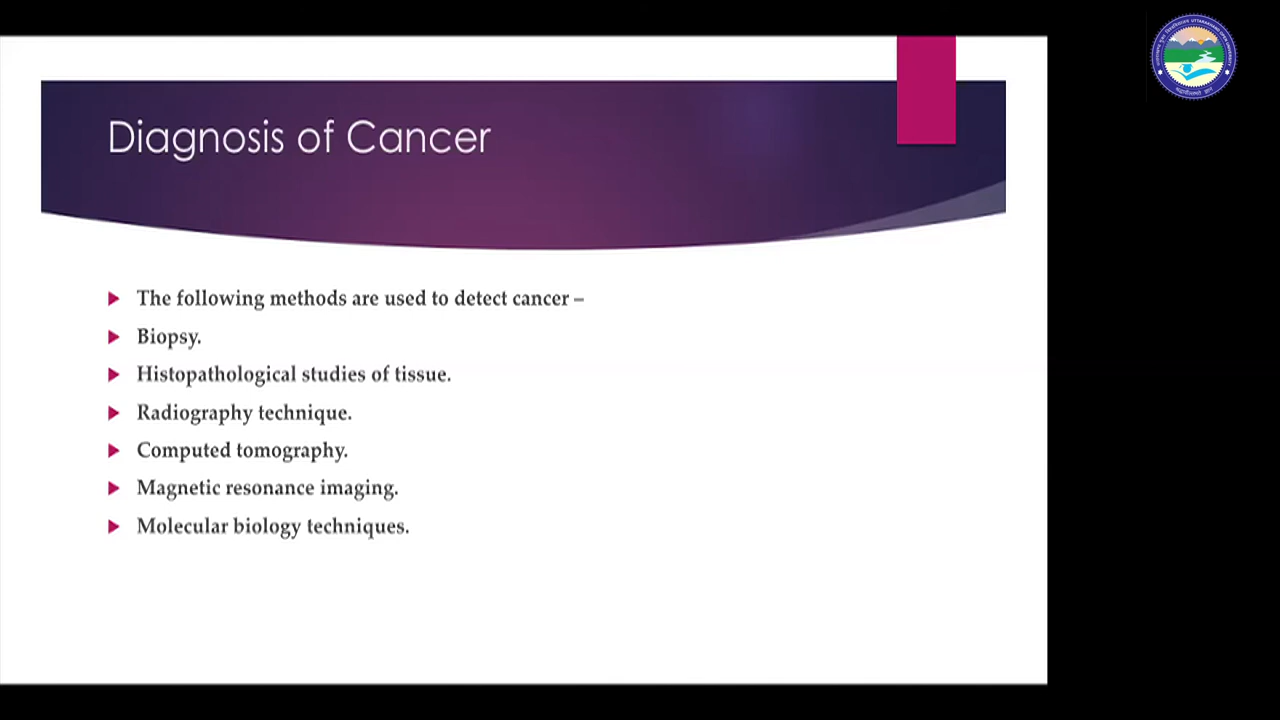 Diagnosis of Cancer
The following methods are used to detect cancer –
Biopsy.
Histopathological studies of tissue.
Radiography technique.
Computed tomography.
Magnetic resonance imaging.
Molecular biology techniques.